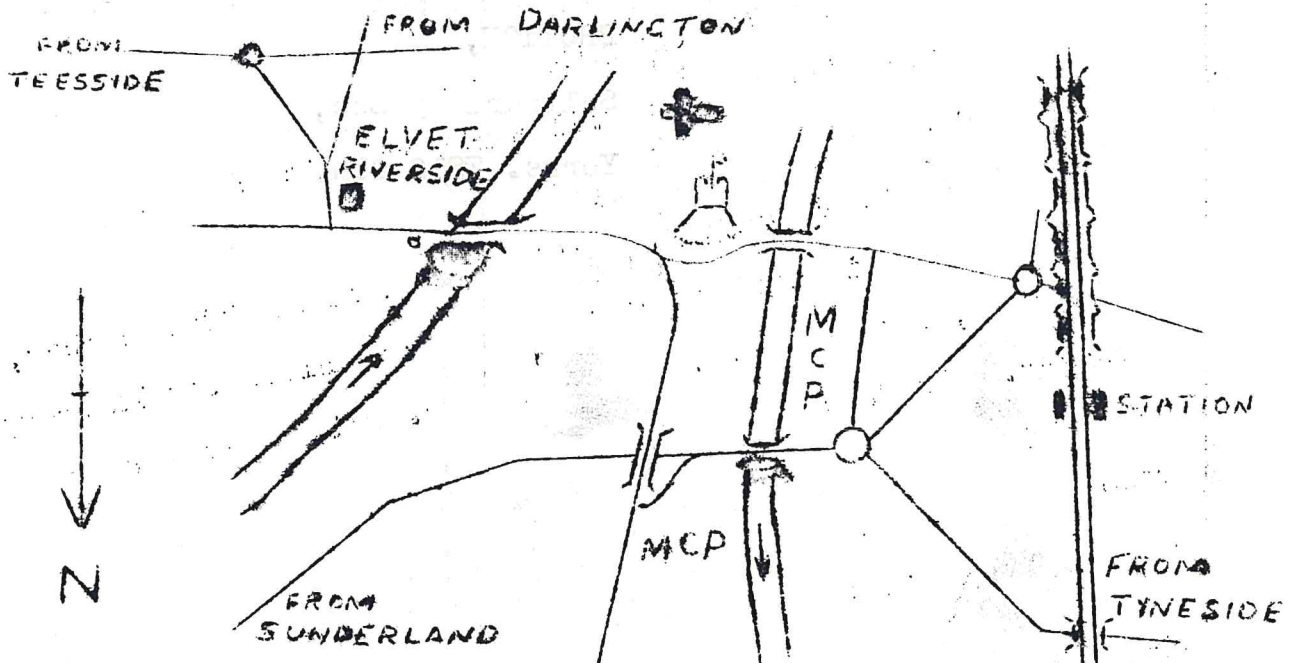 FROM DARLINGTON
FROM
TEESSIDE
ELVET
RIVERSIDE
M
C
P
STATION
N
MCP
FROM
TYNESIDE
FROM
SUNDERLAND